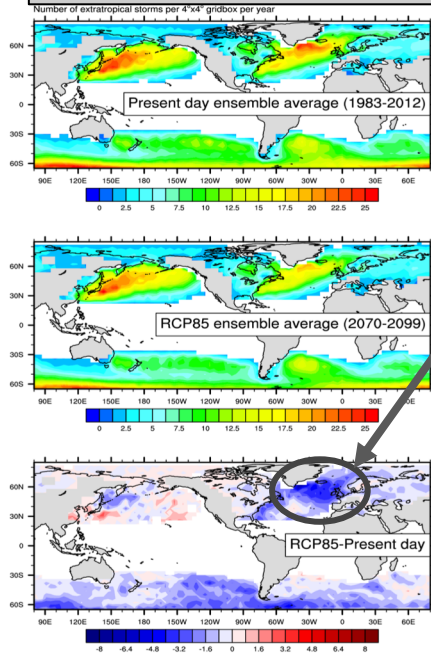 Number of extratropical storms per 4°x4° gridbox per year
60N
30N
0
30S
60S
Present day ensemble average (1983-2012)
90E 120E 150E 180 150W 120W 90W 60W 30W 0 30E 60E
0 2.5 5 7.5 10 12.5 15 17.5 20 22.5 25
60N
30N
0
30S
60S
RCP85 ensemble average (2070-2099)
90E 120E 150E 180 150W 120W 90W 60W 30W 0 30E 60E
0 2.5 5 7.5 10 12.5 15 17.5 20 22.5 25
60N
30N
0
30S
60S
RCP85-Present day
90E 120E 150E 180 150W 120W 90W 60W 30W 0 30E 60E
-8 -6.4 -4.8 -3.2 -1.6 0 1.6 3.2 4.8 6.4 8